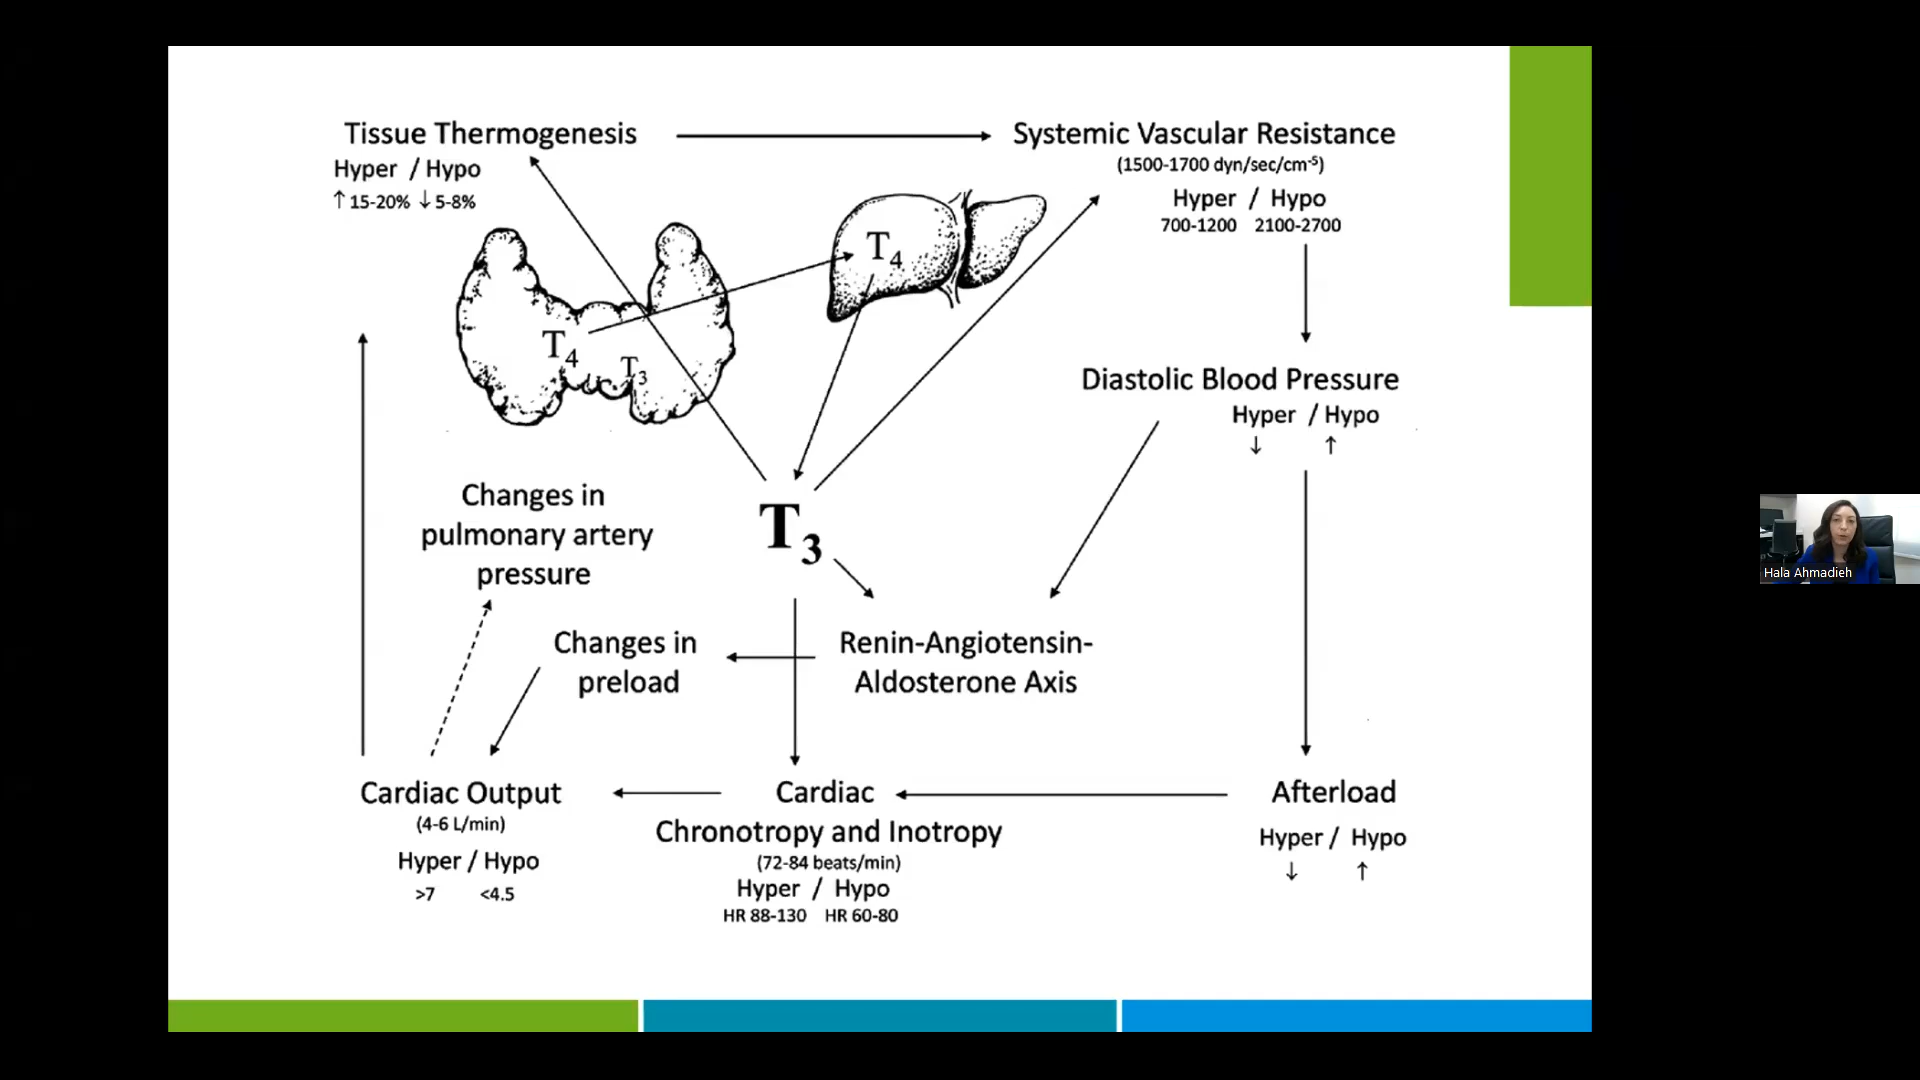 Tissue Thermogenesis
Hyper / Hypo
↑ 15-20% ↓ 5-8%
Systemic Vascular Resistance
(1500-1700 dyn/sec/cm-5)
Hyper / Hypo
700-1200 2100-2700
T4
T4
T3
Diastolic Blood Pressure
Hyper / Hypo
↓ ↑
Changes in
pulmonary artery
pressure
T3
Changes in
preload
Renin-Angiotensin-
Aldosterone Axis
Hala Ahmadieh
Cardiac Output
(4-6 L/min)
Hyper / Hypo
>7 <4.5
Cardiac
Chronotropy and Inotropy
(72-84 beats/min)
Hyper / Hypo
HR 88-130 HR 60-80
Afterload
Hyper / Hypo
↓ ↑